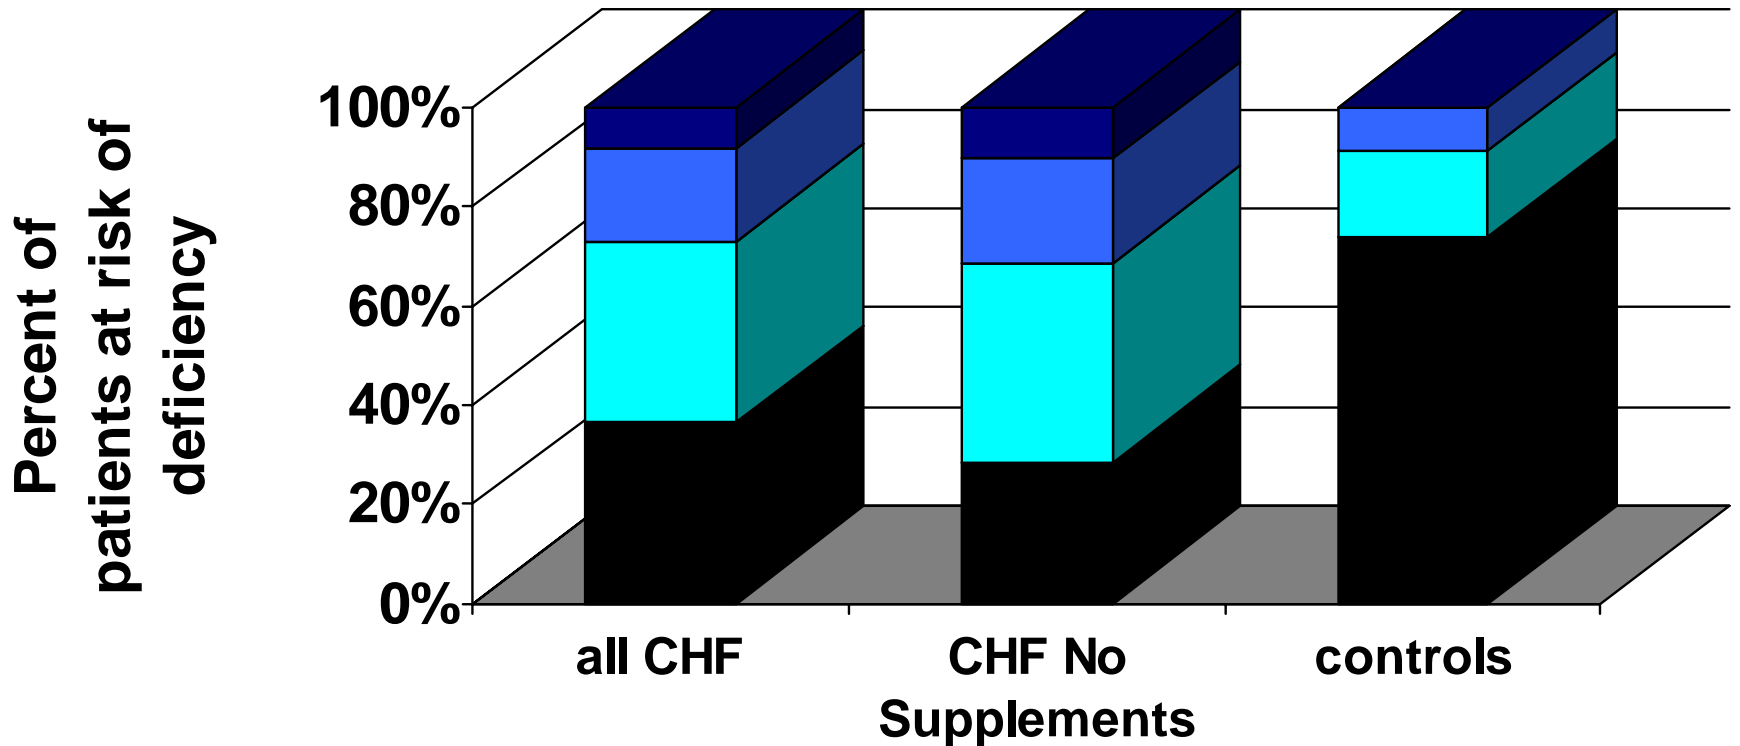 Percent of
patients at risk of
deficiency
100%
80%
60%
40%
20%
0%
all CHF
CHF No
Supplements
controls